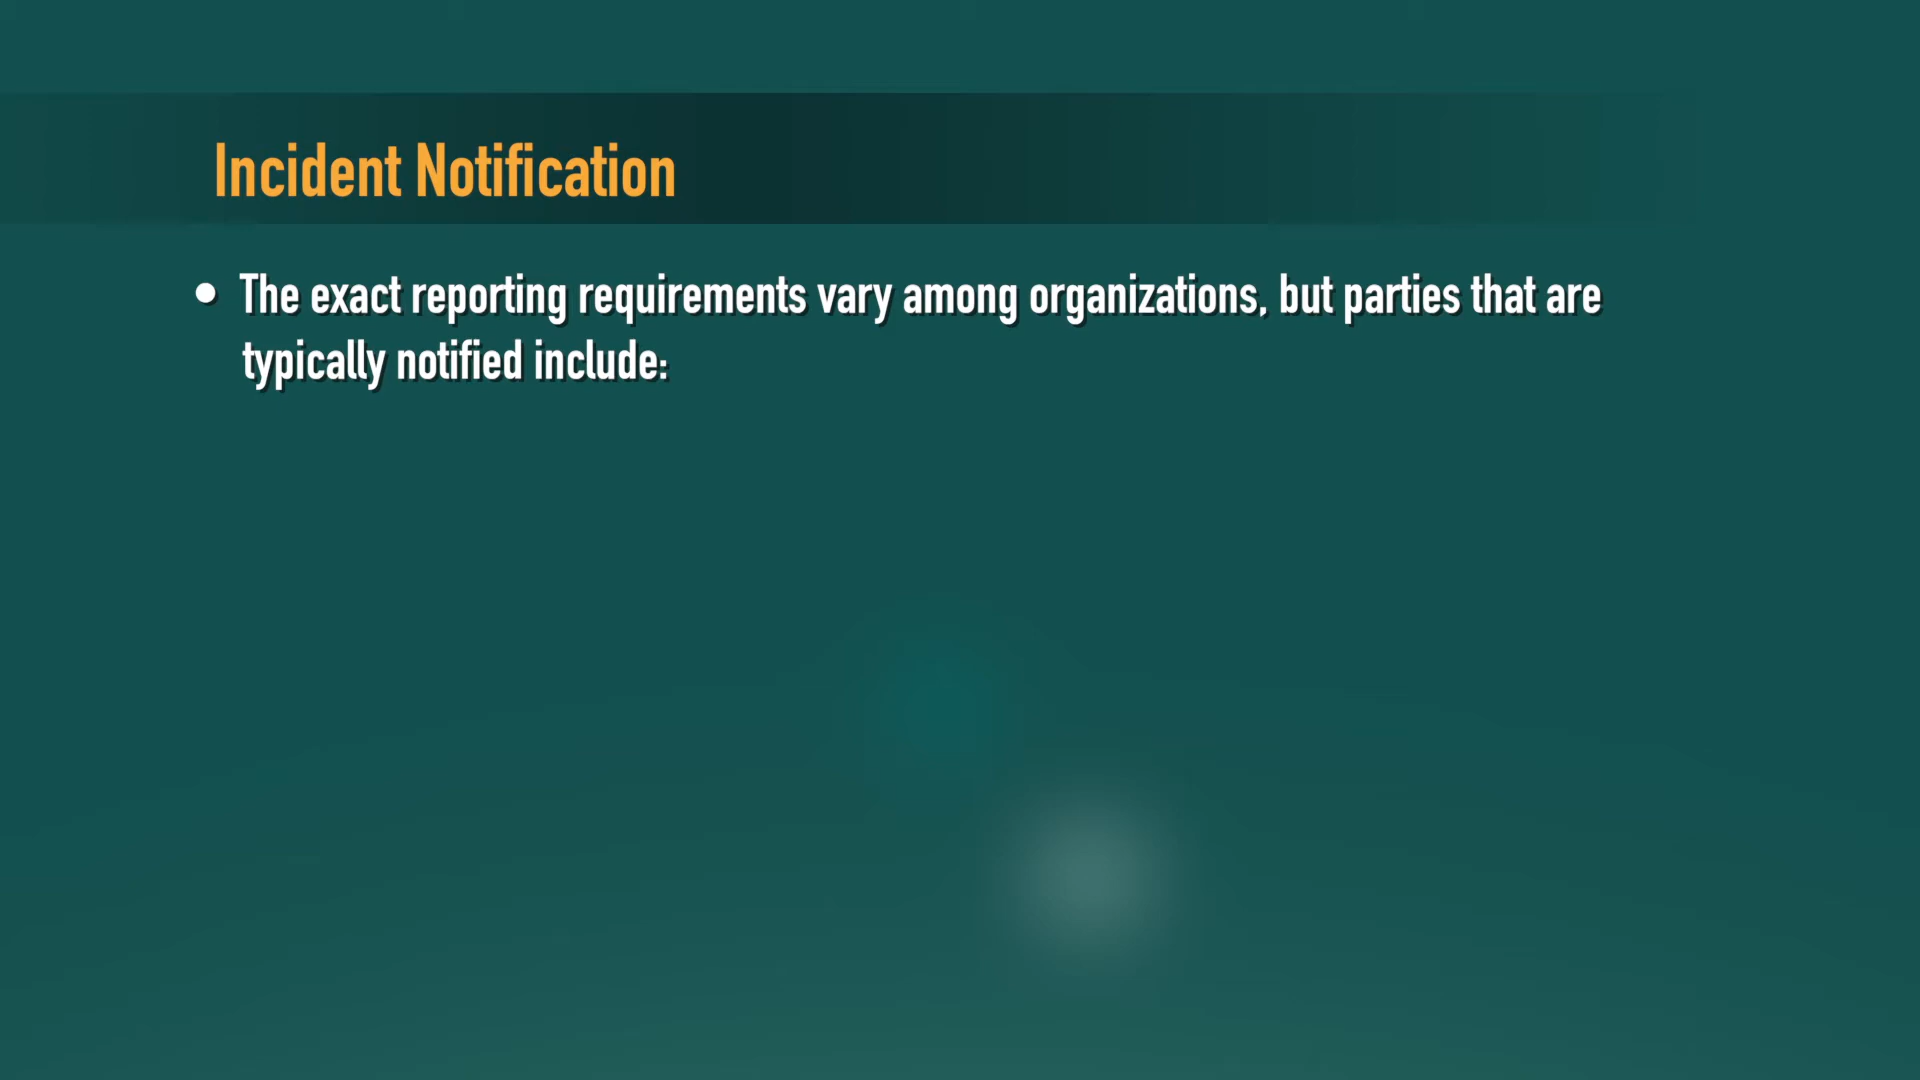 Incident Notification
• The exact reporting requirements vary among organizations, but parties that are
typically notified include: